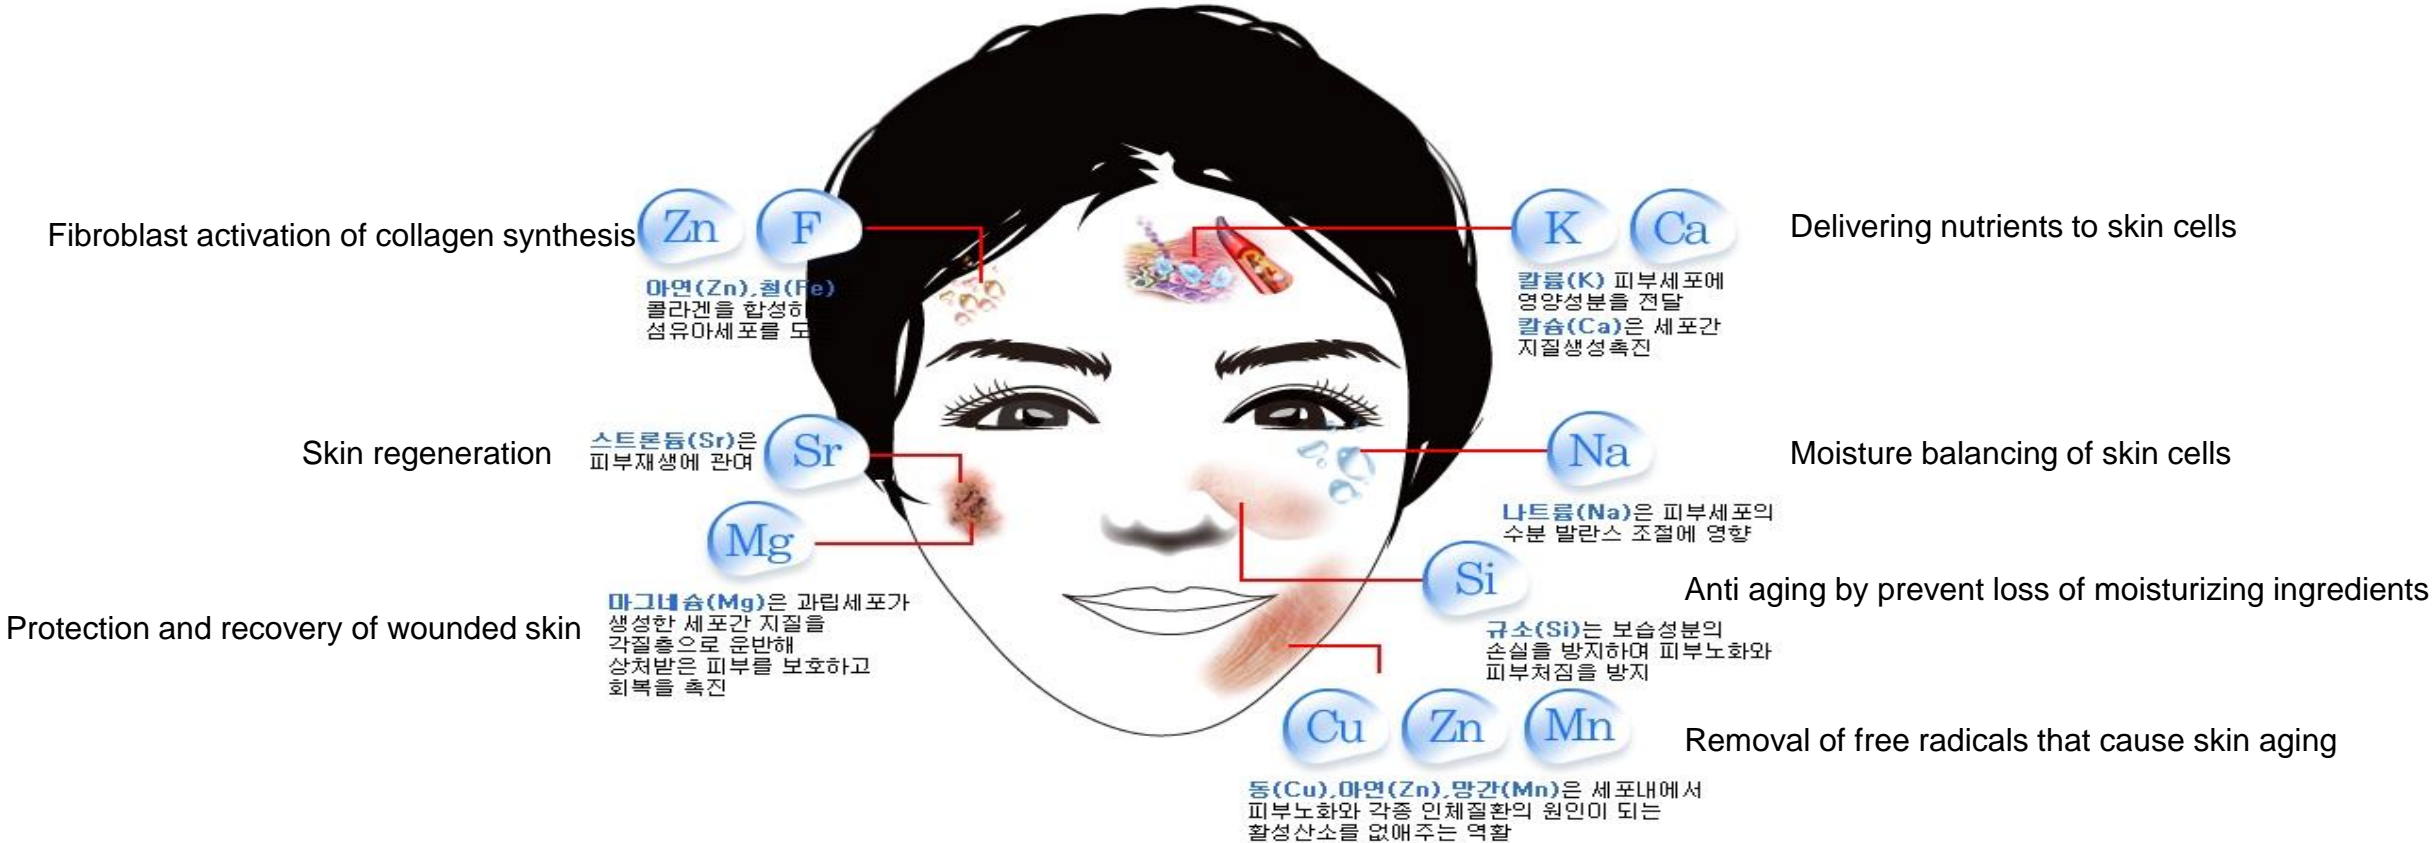 Fibroblast activation of collagen synthesis
Zn F
아연(Zn),철(Fe)
콜라겐을 합성하
섬유아세포를
K Ca
Delivering nutrients to skin cells
칼륨(K) 피부세포에
영양성분을 전달
칼슘(Ca)은 세포간
지질생성촉진
Skin regeneration
스트론듐(Sr)은
피부재생에 관여
Sr
Na
Moisture balancing of skin cells
나트륨(Na)은 피부세포의
수분 발란스 조절에 영향
Mg
Protection and recovery of wounded skin
마그네슘(Mg)은 과립세포가
생성한 세포간 지질을
각질층으로 운반해
상처받은 피부를 보호하고
회복을 촉진
Si
Anti aging by prevent loss of moisturizing ingredients
규소(Si)는 보습성분의
손실을 방지하며 피부노화와
피부처짐을 방지
Cu Zn Mn
Removal of free radicals that cause skin aging
동(Cu),아연(Zn),망간(Mn)은 세포내에서
피부노화와 각종 인체질환의 원인이 되는
활성산소를 없애주는 역활